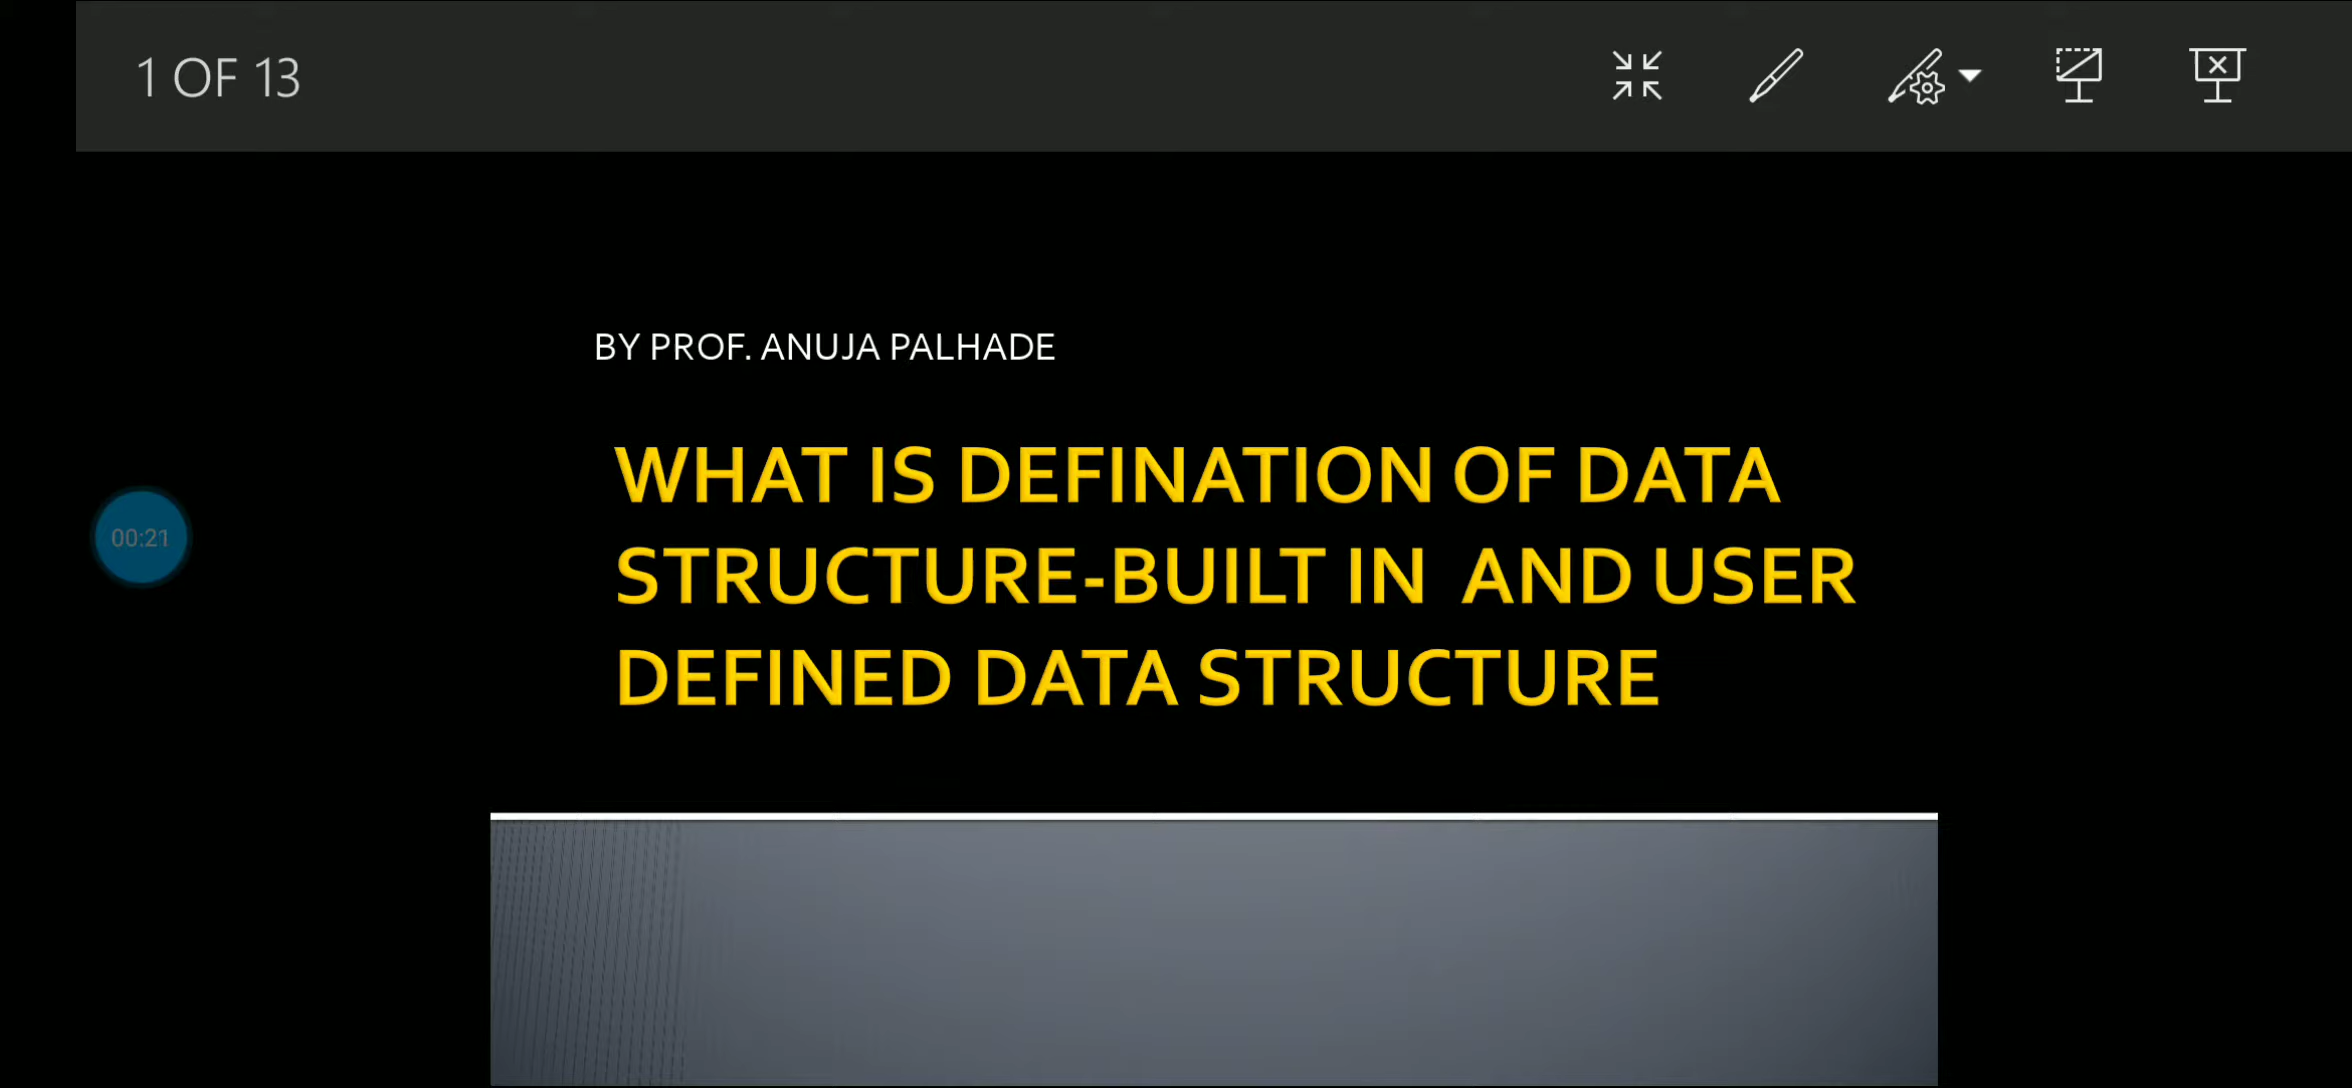 1 OF 13
BY PROF. ANUJA PALHADE
WHAT IS DEFINATION OF DATA
STRUCTURE-BUILT IN AND USER
DEFINED DATA STRUCTURE
00:21